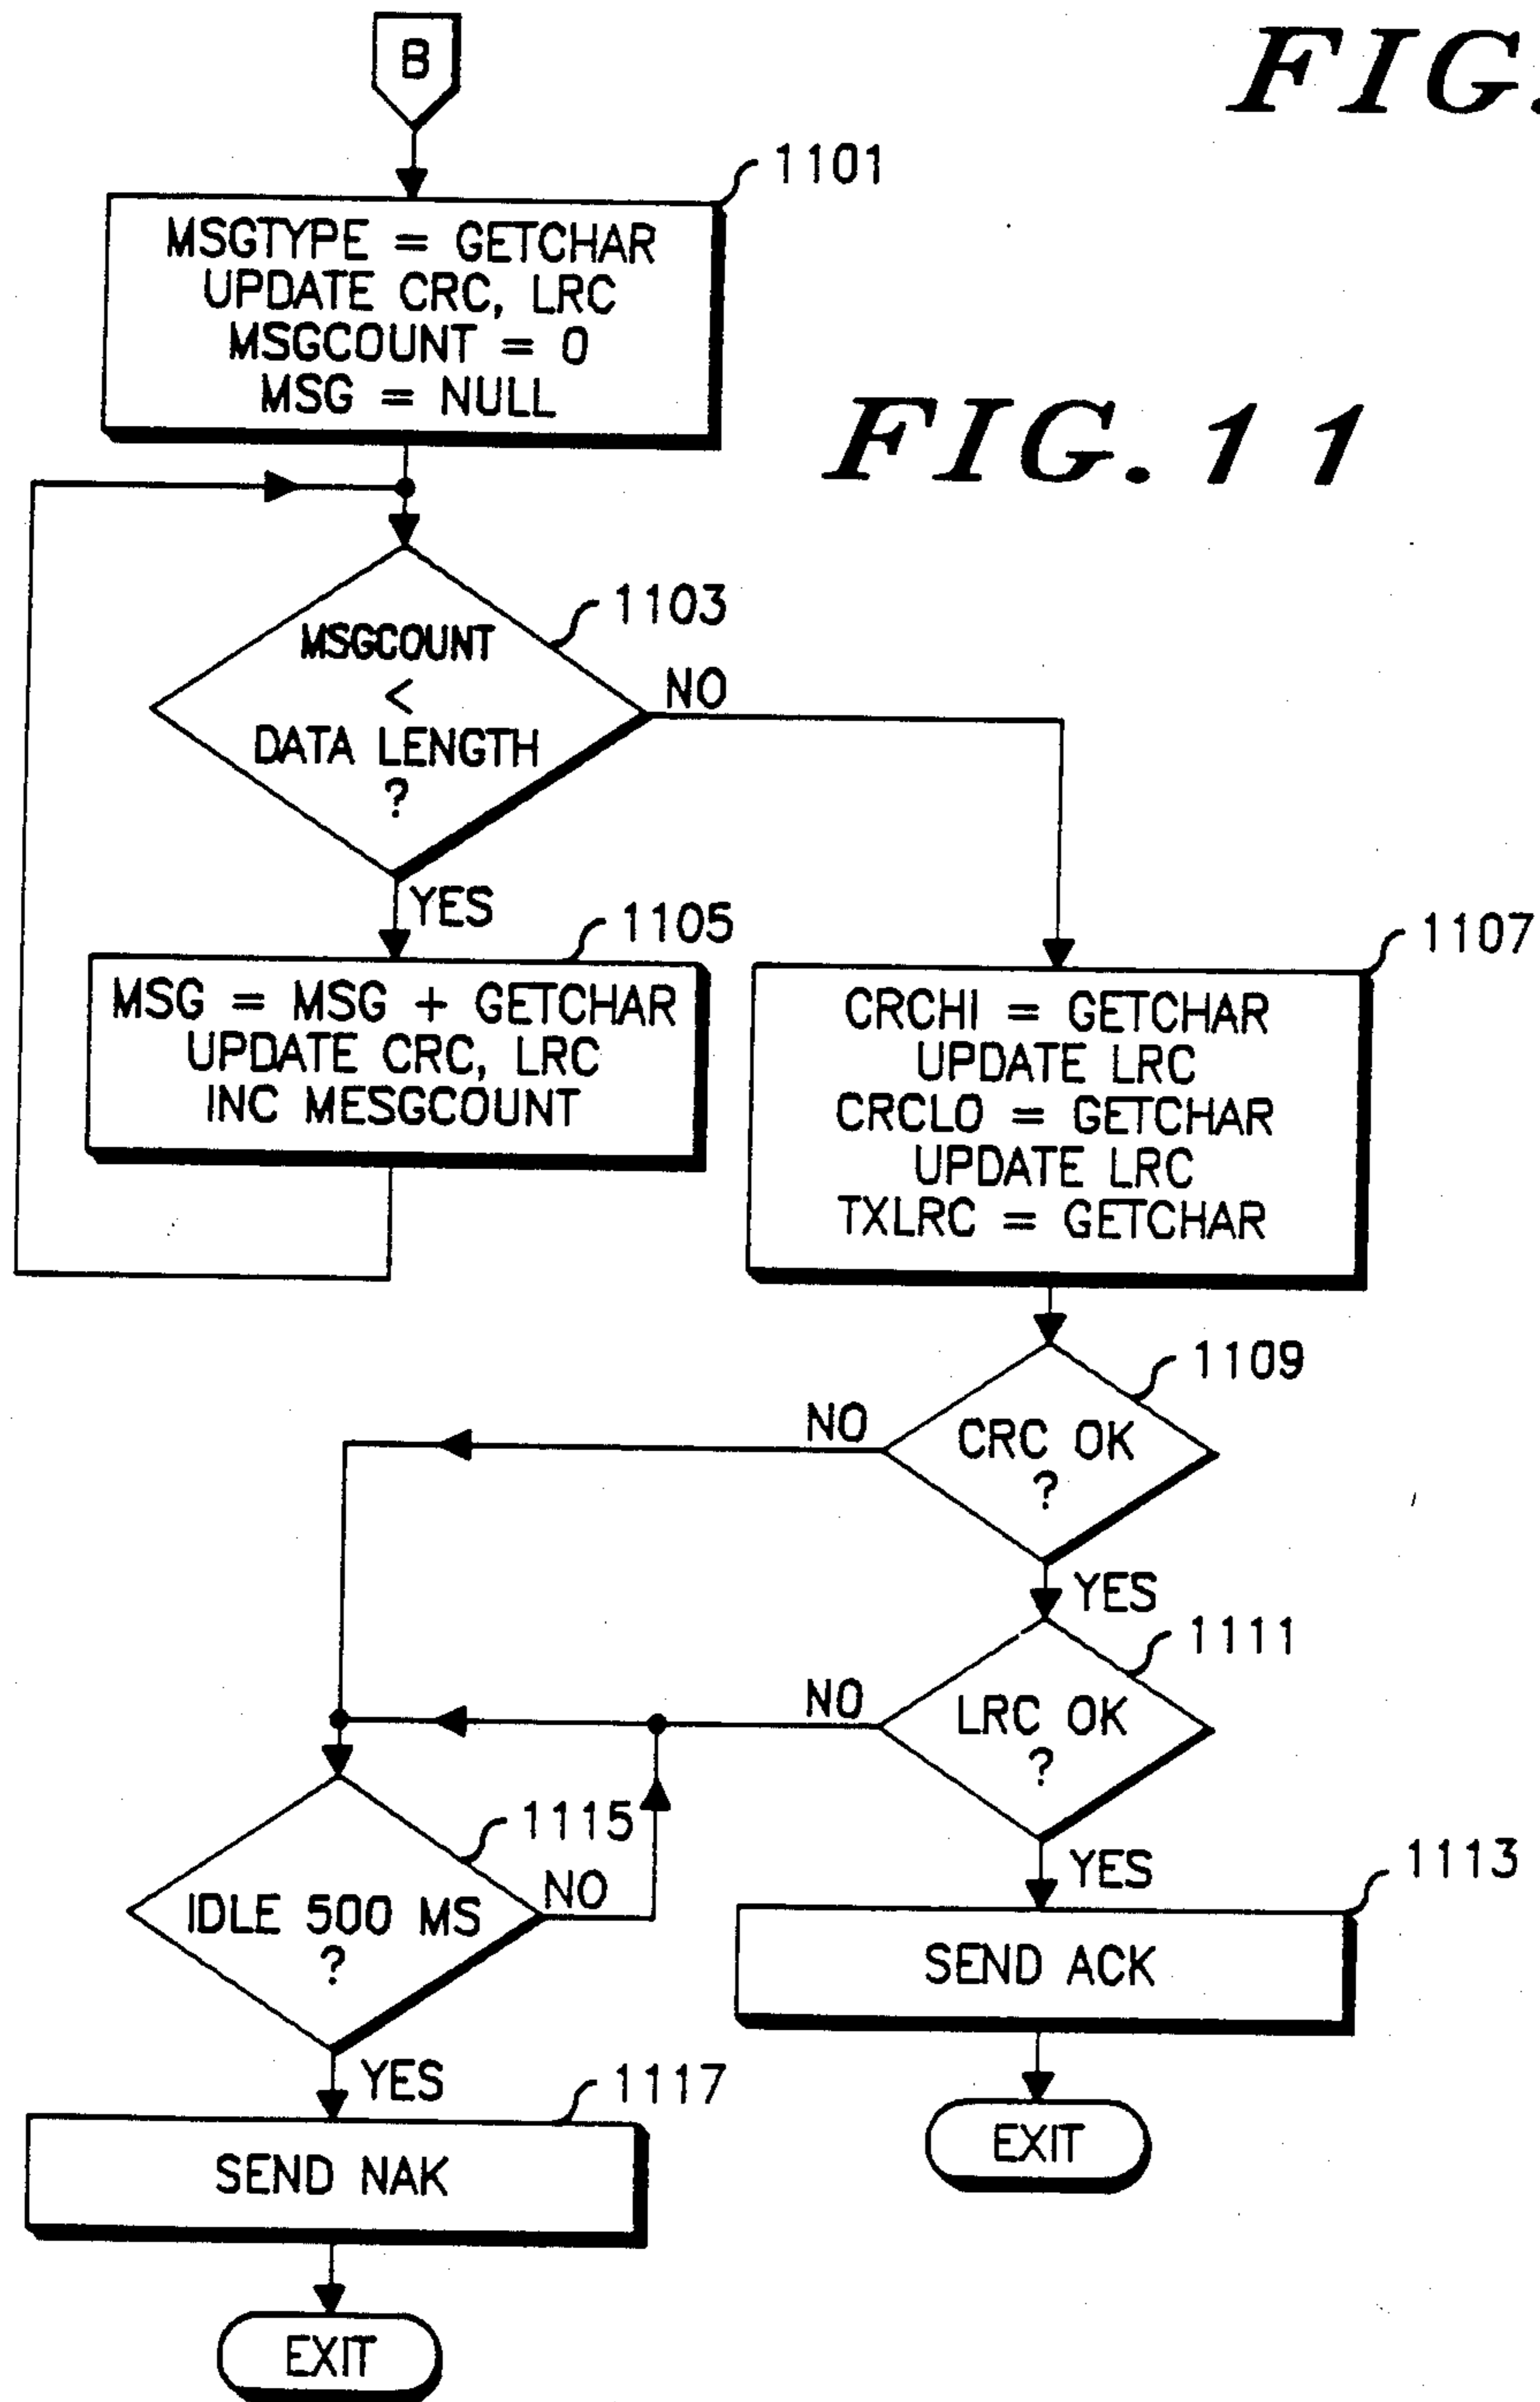 FIG.
B
1101
MSGTYPE = GETCHAR
UPDATE CRC, LRC
MSGCOUNT = 0
MSG = NULL
FIG. 11
1103
MSGCOUNT
<
DATA LENGTH
?
NO
YES
1105
MSG = MSG + GETCHAR
UPDATE CRC, LRC
INC MESGCOUNT
1107
CRCHI = GETCHAR
UPDATE LRC
CRCLO = GETCHAR
UPDATE LRC
TXLRC = GETCHAR
1109
NO
CRC OK
?
YES
1111
NO
LRC OK
?
YES
1115
IDLE 500 MS
?
NO
YES
1113
SEND ACK
EXIT
1117
SEND NAK
EXIT